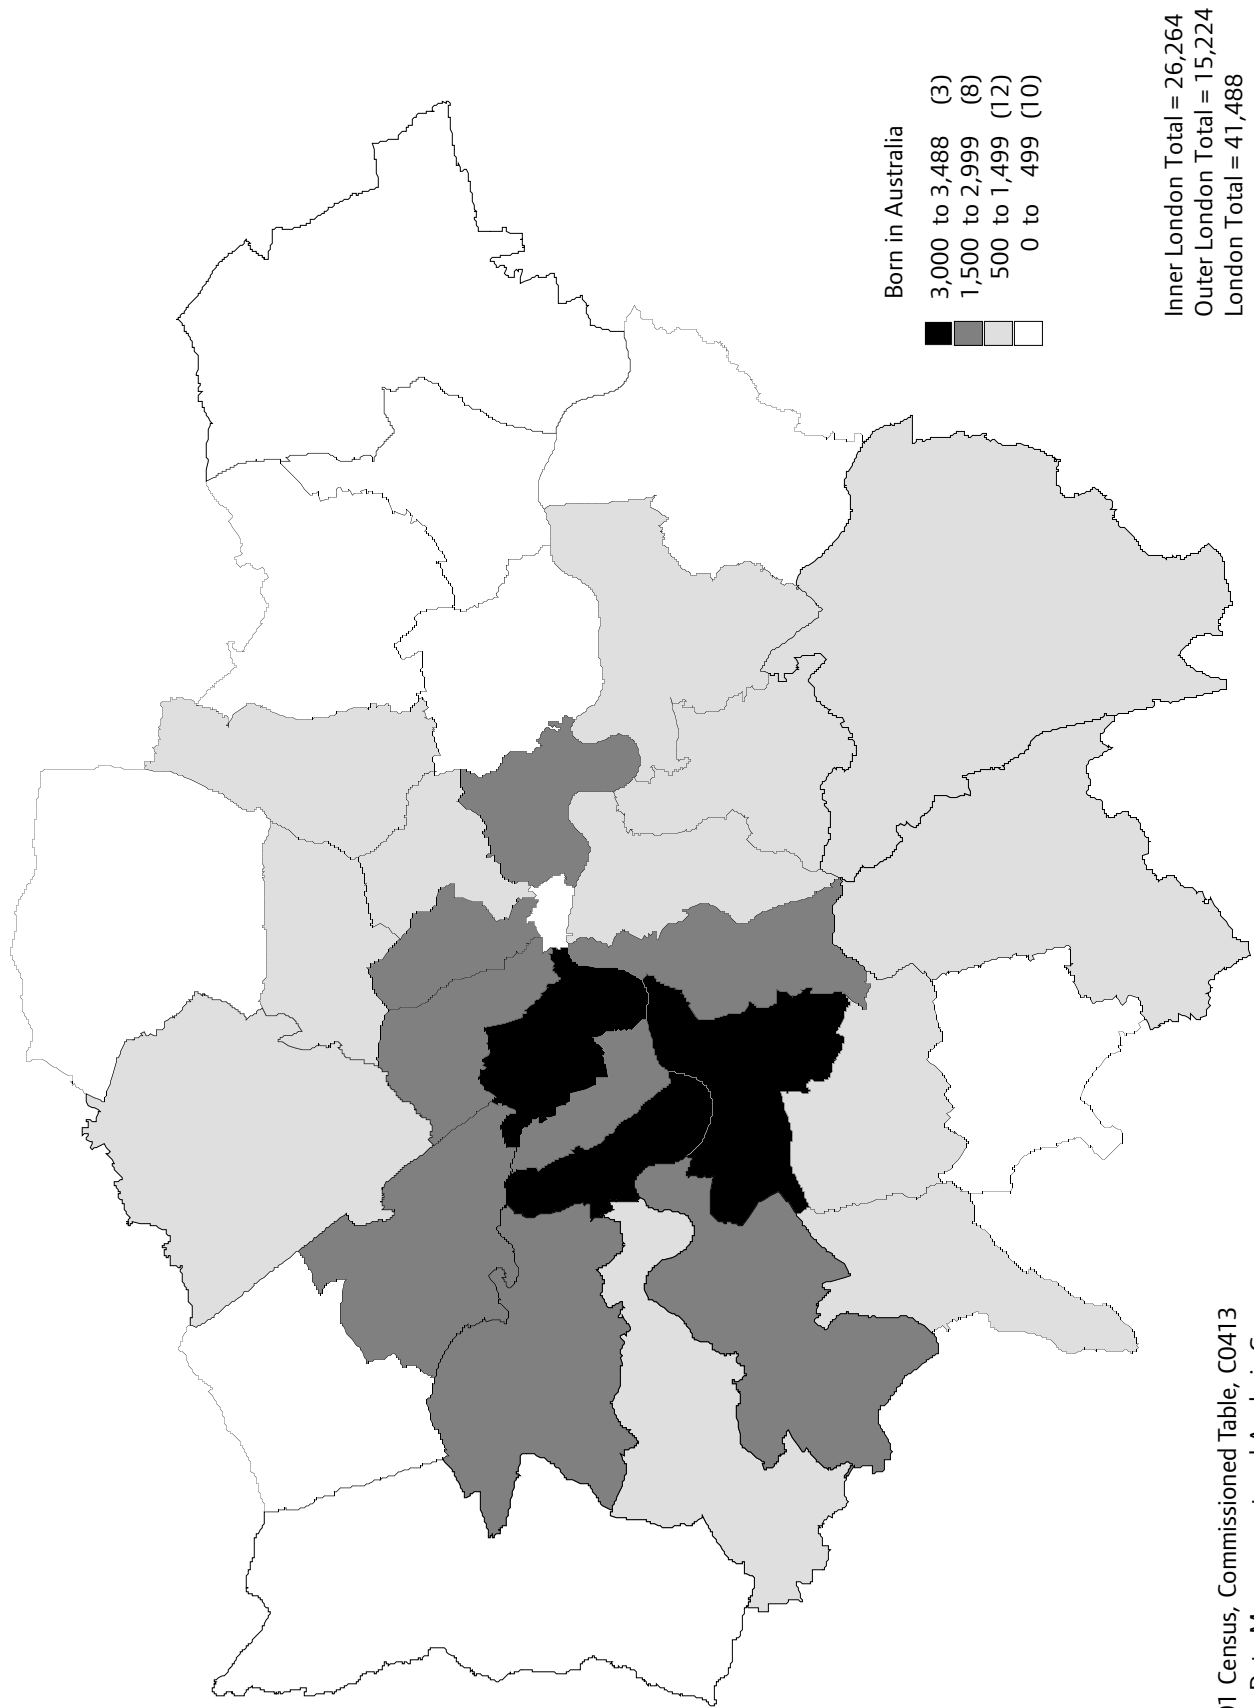 Born in Australia
3,000 to 3,488 (3)
1,500 to 2,999 (8)
500 to 1,499 (12)
0 to 499 (10)
Inner London Total = 26,264
Outer London Total = 15,224
London Total = 41,488
Census, Commissioned Table, C0413